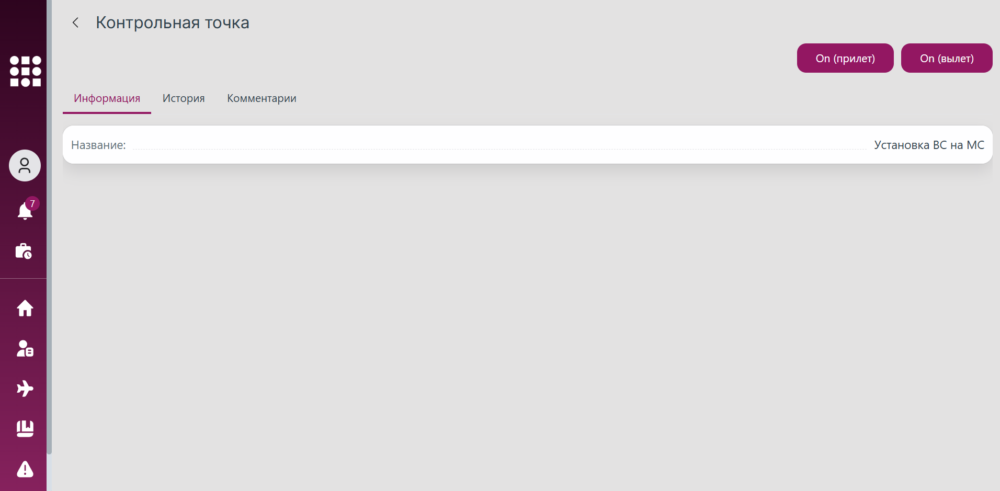 Контрольная точка
On (прилет)
On (вылет)
Информация
История
Комментарии
Название:
Установка ВС на МС
7